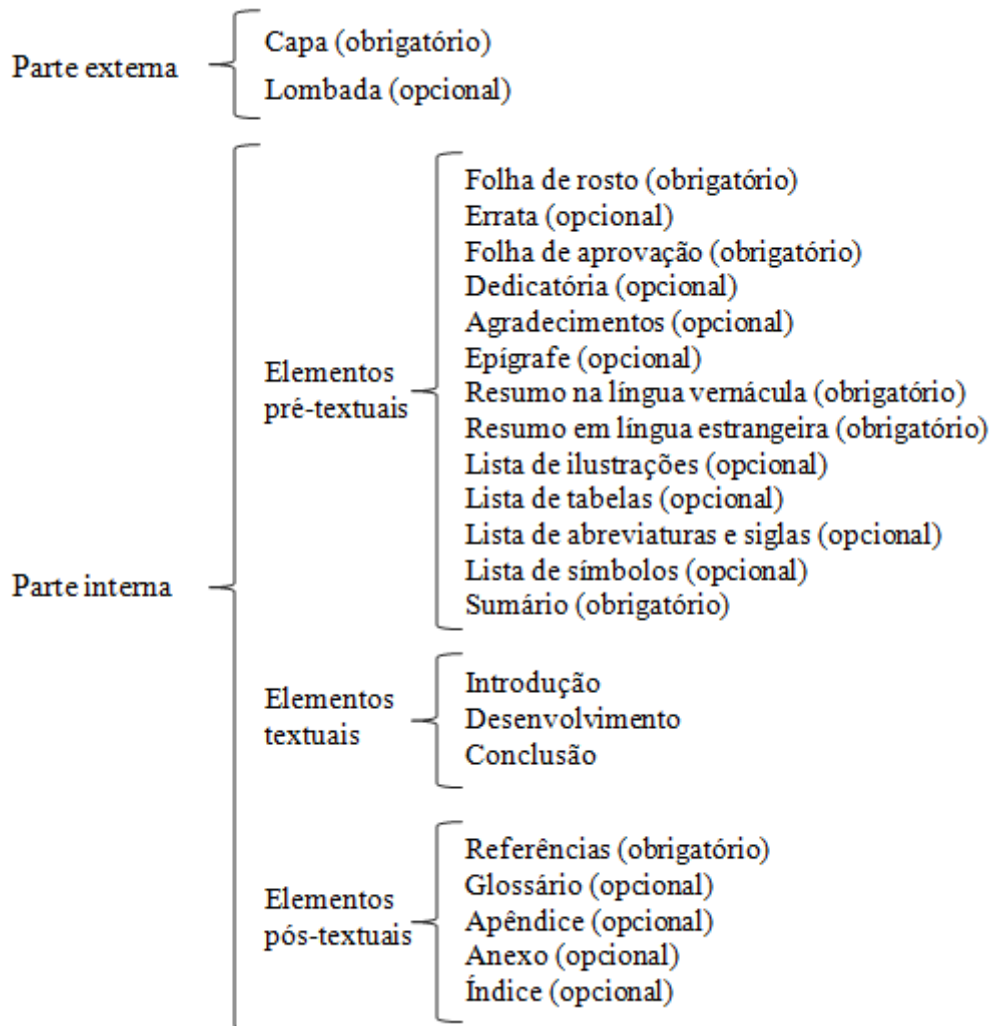 Parte externa
Capa (obrigatório)
Lombada (opcional)
Parte interna
Elementos
pré-textuais
Folha de rosto (obrigatório)
Errata (opcional)
Folha de aprovação (obrigatório)
Dedicatória (opcional)
Agradecimentos (opcional)
Epígrafe (opcional)
Resumo na língua vernácula (obrigatório)
Resumo em língua estrangeira (obrigatório)
Lista de ilustrações (opcional)
Lista de tabelas (opcional)
Lista de abreviaturas e siglas (opcional)
Lista de símbolos (opcional)
Sumário (obrigatório)
Elementos
textuais
Introdução
Desenvolvimento
Conclusão
Elementos
pós-textuais
Referências (obrigatório)
Glossário (opcional)
Apêndice (opcional)
Anexo (opcional)
Índice (opcional)